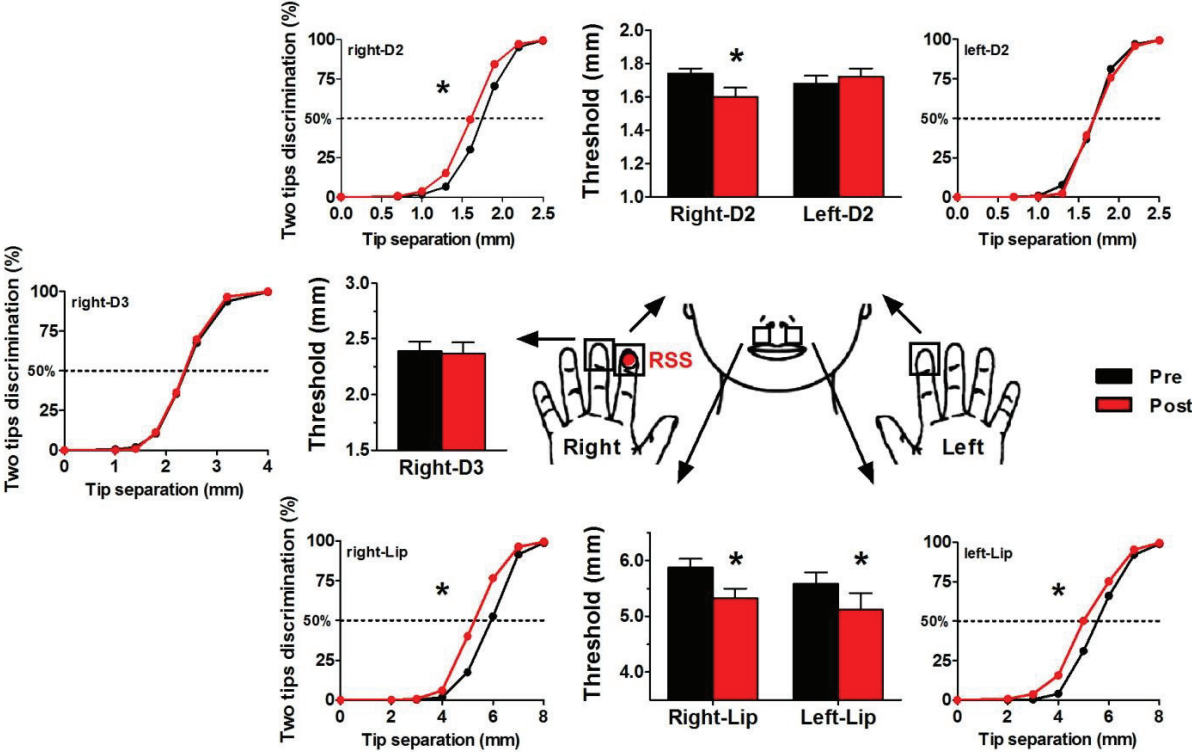 Two tips discrimination (%)
right-D2
*
100
75
50%
25
0
0.0 0.5 1.0 1.5 2.0 2.5
Tip separation (mm)
Threshold (mm)
2.0
1.8
1.6
1.4
1.2
1.0
*
Right-D2 Left-D2
left-D2
100
75
50%
25
0
0.0 0.5 1.0 1.5 2.0 2.5
Tip separation (mm)
Two tips discrimination (%)
right-D3
100
75
50%
25
0
0 1 2 3 4
Tip separation (mm)
Threshold (mm)
3.0
2.5
2.0
1.5
Right-D3
RSS
Right
Left
Pre
Post
Two tips discrimination (%)
right-Lip
*
100
75
50%
25
0
0 2 4 6 8
Tip separation (mm)
Threshold (mm)
6.0
5.0
4.0
* *
Right-Lip Left-Lip
left-Lip
*
100
75
50%
25
0
0 2 4 6 8
Tip separation (mm)